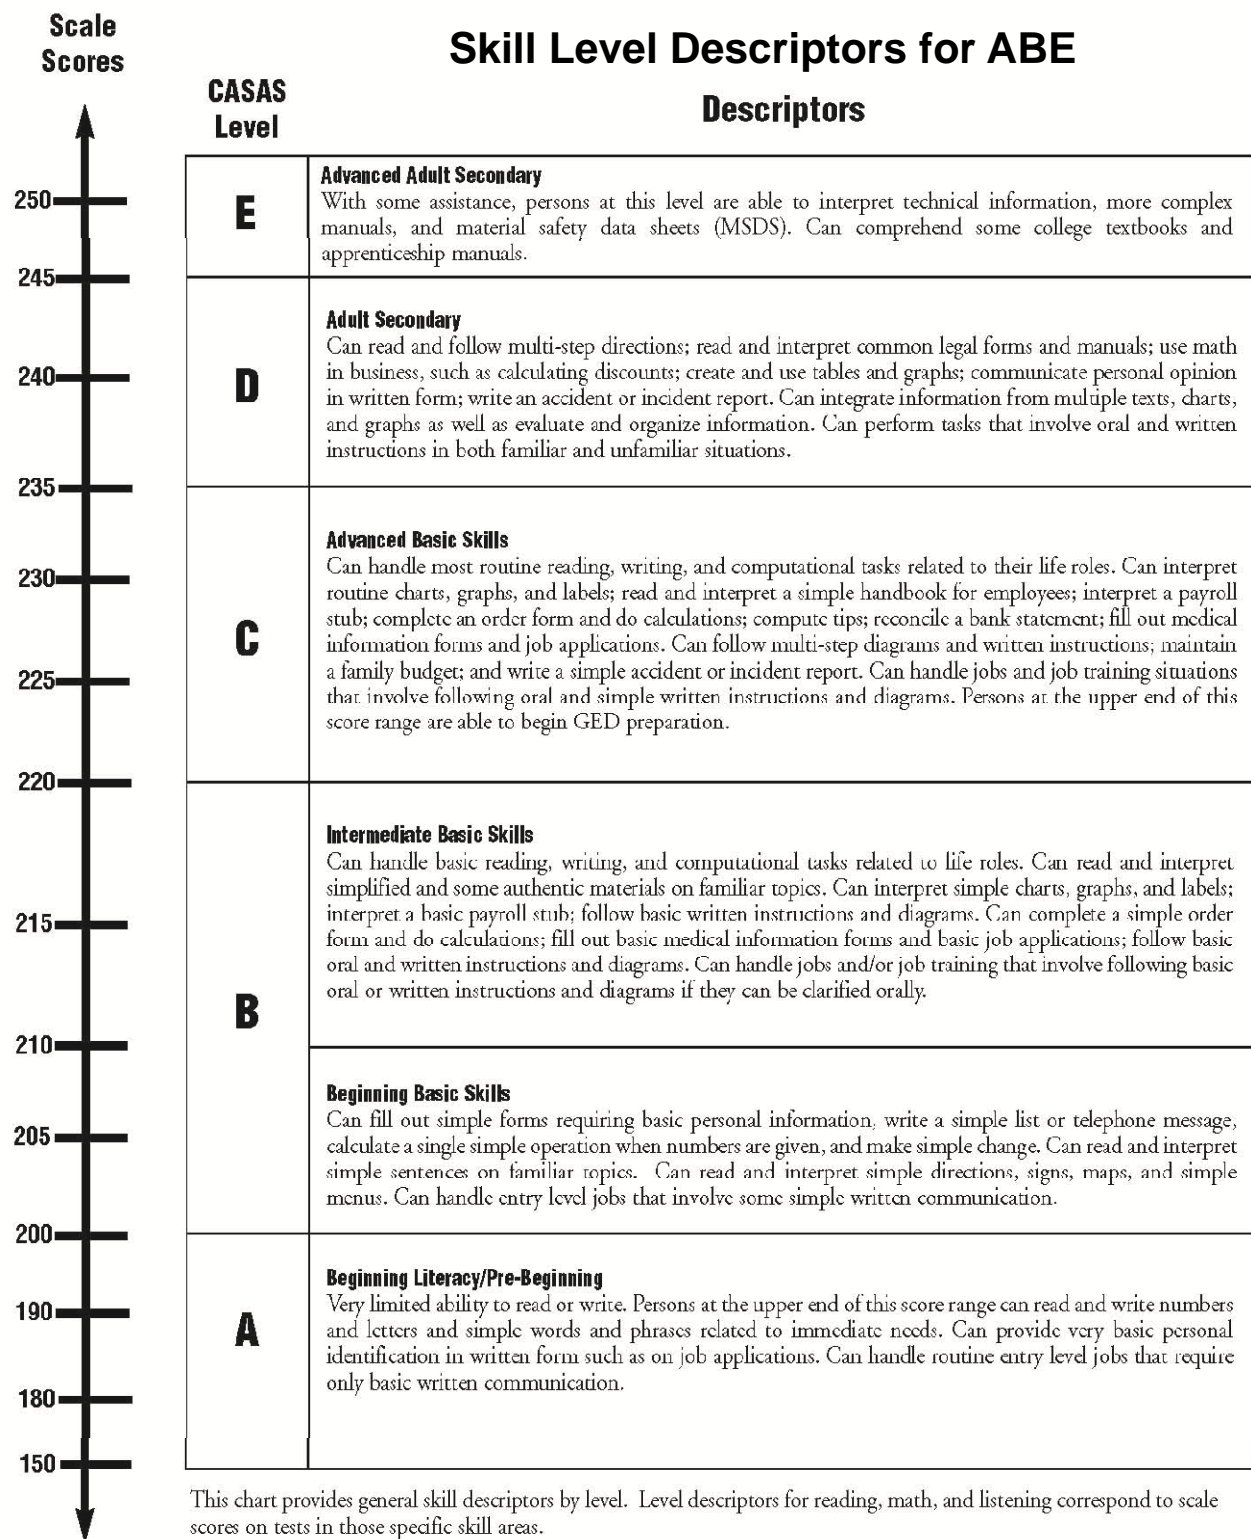 Scale
Scores
Skill Level Descriptors for ABE
CASAS
Level
Descriptors
250
245
240
235
230
225
220
215
210
205
200
190
180
150
E
Advanced Adult Secondary
With some assistance, persons at this level are able to interpret technical information, more complex
manuals, and material safety data sheets (MSDS). Can comprehend some college textbooks and
apprenticeship manuals.
D
Adult Secondary
Can read and follow multi-step directions; read and interpret common legal forms and manuals; use math
in business, such as calculating discounts; create and use tables and graphs; communicate personal opinion
in written form; write an accident or incident report. Can integrate information from multiple texts, charts,
and graphs as well as evaluate and organize information. Can perform tasks that involve oral and written
instructions in both familiar and unfamiliar situations.
C
Advanced Basic Skills
Can handle most routine reading, writing, and computational tasks related to their life roles. Can interpret
routine charts, graphs, and labels; read and interpret a simple handbook for employees; interpret a payroll
stub; complete an order form and do calculations; compute tips; reconcile a bank statement; fill out medical
information forms and job applications. Can follow multi-step diagrams and written instructions; maintain
a family budget; and write a simple accident or incident report. Can handle jobs and job training situations
that involve following oral and simple written instructions and diagrams. Persons at the upper end of this
score range are able to begin GED preparation.
B
Intermediate Basic Skills
Can handle basic reading, writing, and computational tasks related to life roles. Can read and interpret
simplified and some authentic materials on familiar topics. Can interpret simple charts, graphs, and labels;
interpret a basic payroll stub; follow basic written instructions and diagrams. Can complete a simple order
form and do calculations; fill out basic medical information forms and basic job applications; follow basic
oral and written instructions and diagrams. Can handle jobs and/or job training that involve following basic
oral or written instructions and diagrams if they can be clarified orally.
Beginning Basic Skills
Can fill out simple forms requiring basic personal information, write a simple list or telephone message,
calculate a single simple operation when numbers are given, and make simple change. Can read and interpret
simple sentences on familiar topics. Can read and interpret simple directions, signs, maps, and simple
menus. Can handle entry level jobs that involve some simple written communication.
A
Beginning Literacy/Pre-Beginning
Very limited ability to read or write. Persons at the upper end of this score range can read and write numbers
and letters and simple words and phrases related to immediate needs. Can provide very basic personal
identification in written form such as on job applications. Can handle routine entry level jobs that require
only basic written communication.
This chart provides general skill descriptors by level. Level descriptors for reading, math, and listening correspond to scale
scores on tests in those specific skill areas.